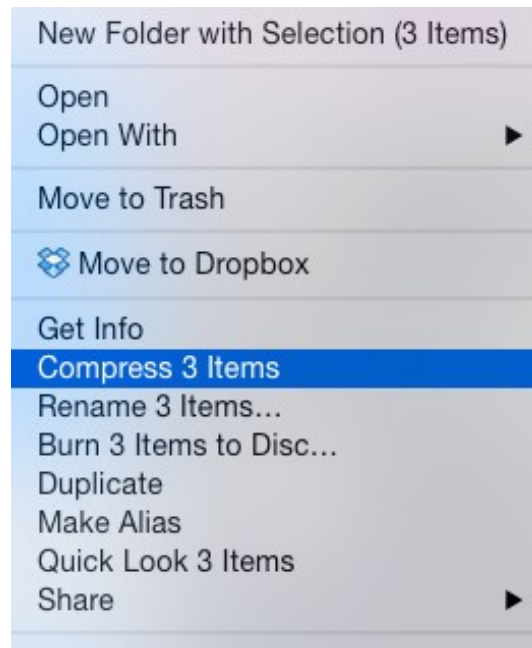 New Folder with Selection (3 Items)
Open
Open With
Move to Trash
Move to Dropbox
Get Info
Compress 3 Items
Rename 3 Items...
Burn 3 Items to Disc...
Duplicate
Make Alias
Quick Look 3 Items
Share